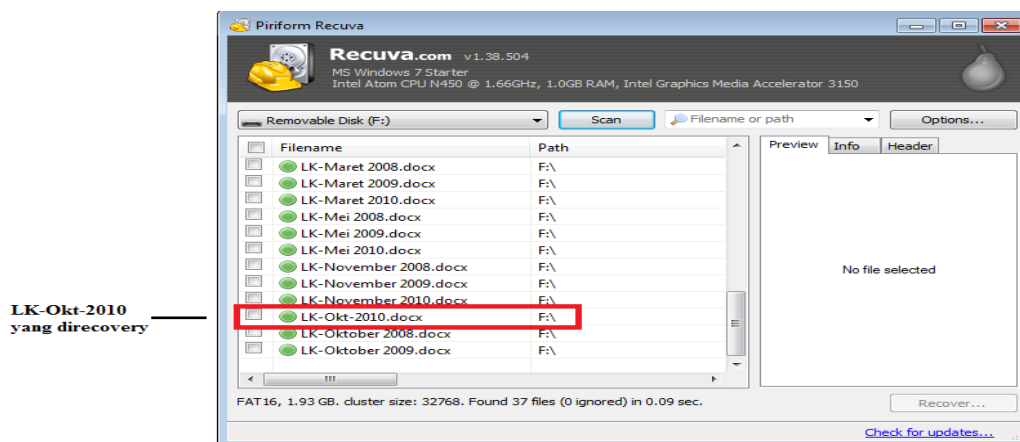 Piriform Recuva
Recuva.com v1.38.504
MS Windows 7 Starter
Intel Atom CPU N450 @ 1.66GHz, 1.0GB RAM, Intel Graphics Media Accelerator 3150
Removable Disk (F:) Scan Filename or path Options...
Filename Path Preview Info Header
LK-Maret 2008.docx F:\
LK-Maret 2009.docx F:\
LK-Maret 2010.docx F:\
LK-Mei 2008.docx F:\
LK-Mei 2009.docx F:\
LK-Mei 2010.docx F:\
LK-November 2008.docx F:\
No file selected
LK-November 2009.docx F:\
LK-November 2010.docx F:\
LK-Okt-2010
yang direcovery
LK-Okt-2010.docx F:\
LK-Oktober 2008.docx F:\
LK-Oktober 2009.docx F:\
FAT16, 1.93 GB. cluster size: 32768. Found 37 files (0 ignored) in 0.09 sec.
Recover...
Check for updates...